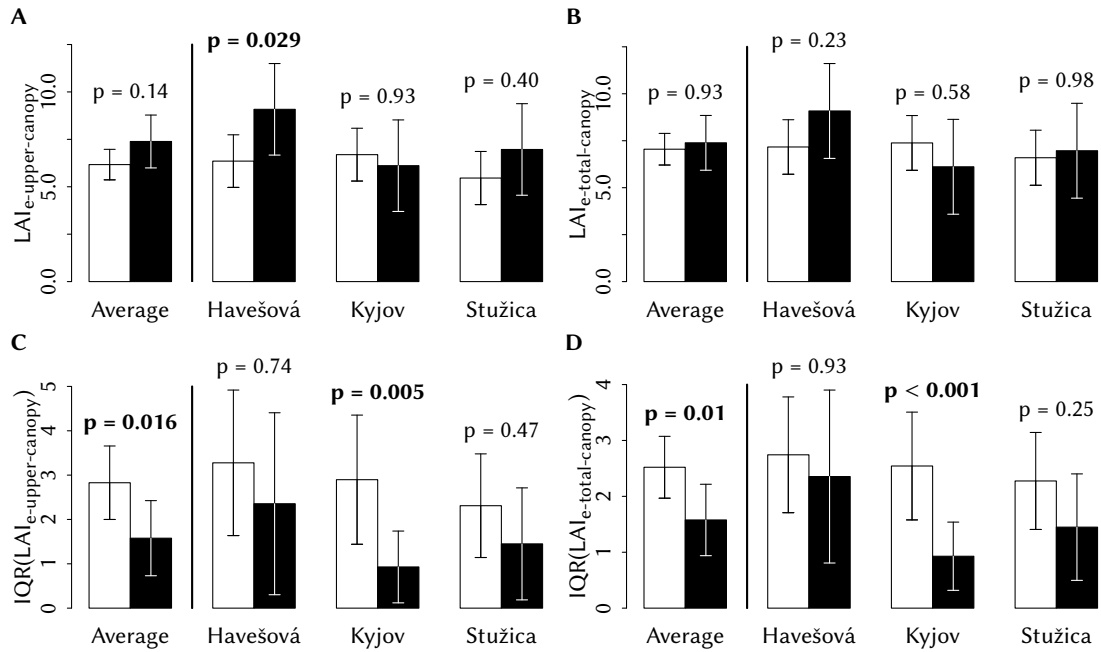 A
p = 0.029
p = 0.14
p = 0.93
p = 0.40
LAIe-upper-canopy
0.0
5.0
10.0
Average
Havešová
Kyjov
Stužica
B
p = 0.23
p = 0.93
p = 0.58
p = 0.98
LAIe-total-canopy
0.0
5.0
10.0
Average
Havešová
Kyjov
Stužica
C
p = 0.74
p = 0.016
p = 0.005
p = 0.47
IQR(LAIe-upper-canopy)
0
1
2
3
4
5
Average
Havešová
Kyjov
Stužica
D
p = 0.93
p = 0.01
p < 0.001
p = 0.25
IQR(LAIe-total-canopy)
0
1
2
3
4
Average
Havešová
Kyjov
Stužica